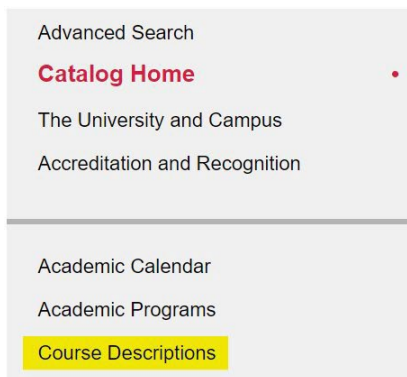 Advanced Search
Catalog Home
The University and Campus
Accreditation and Recognition
Academic Calendar
Academic Programs
Course Descriptions